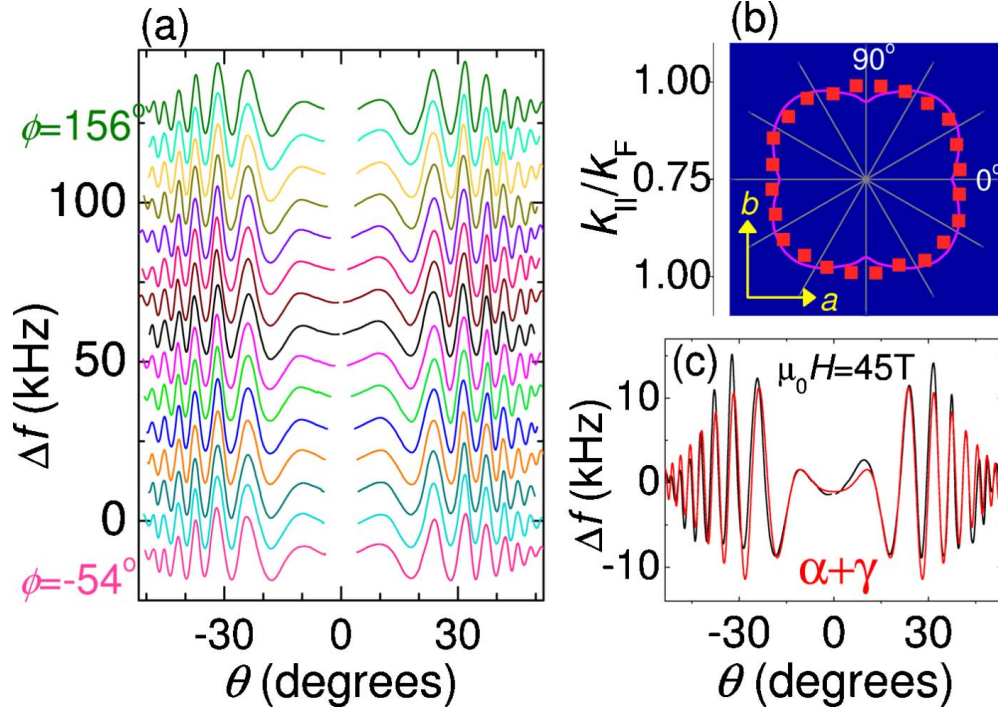 (a)
ϕ=156°
100
50
0
ϕ=-54°
Δf (kHz)
-30 0 30
θ (degrees)
(b)
1.00
0.75
1.00
k||/kF
90°
0°
b
a
(c)
μ0H=45T
10
0
-10
Δf (kHz)
α+γ
-30 0 30
θ (degrees)